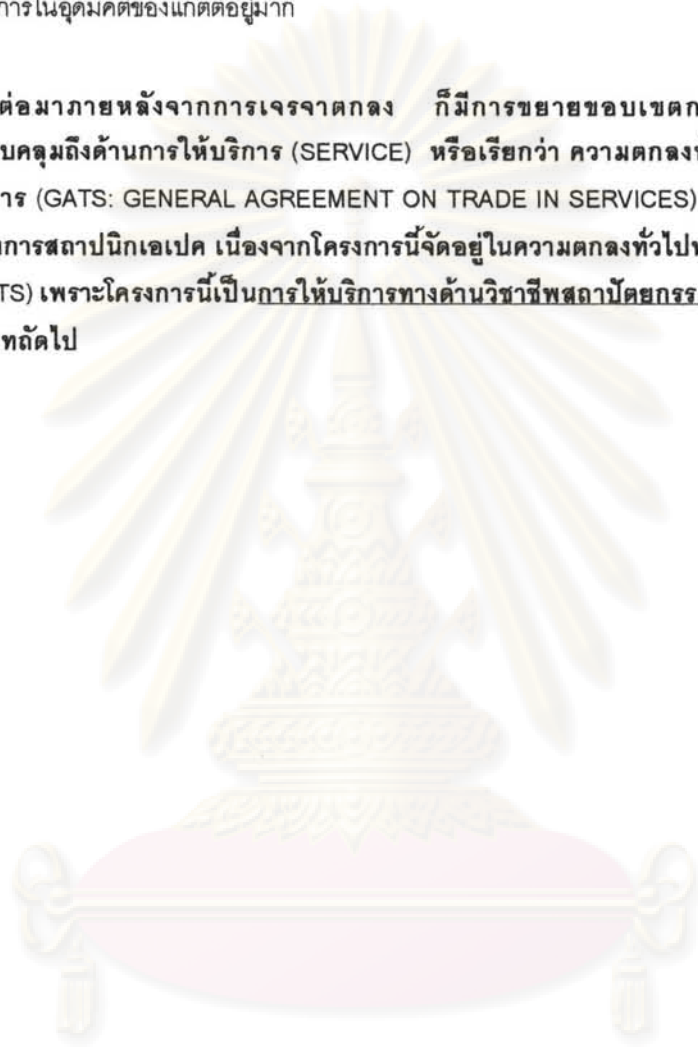 การในอุดมคติของแกตต์อยู่มาก
ต่อมาภายหลังจากการเจรจาตกลง ก็มีการขยายขอบเขตก
บคลุมถึงด้านการให้บริการ (SERVICE) หรือเรียกว่า ความตกลงท
าร (GATS: GENERAL AGREEMENT ON TRADE IN SERVICES)
งการสถาปนิกเอเปค เนื่องจากโครงการนี้จัดอยู่ในความตกลงทั่วไปท
TS) เพราะโครงการนี้เป็นการให้บริการทางด้านวิชาชีพสถาปัตยกรร
ทถัดไป